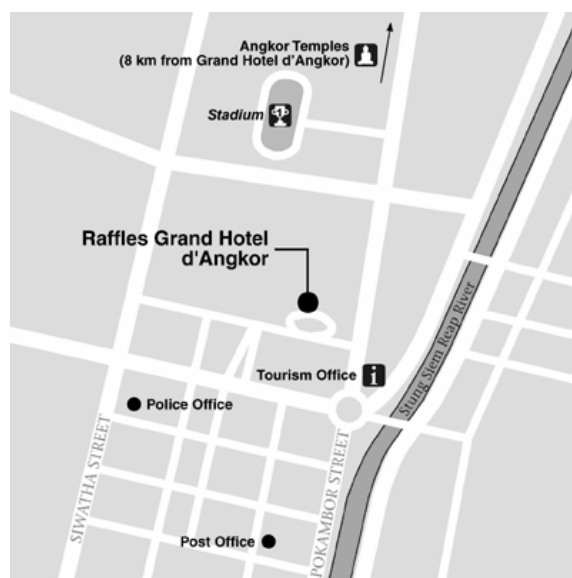 Angkor Temples
(8 km from Grand Hotel d'Angkor)
Stadium
Raffles Grand Hotel
d'Angkor
Stung Siem Reap River
Tourism Office
i
Police Office
SIWATHA STREET
POKAMBOR STREET
Post Office